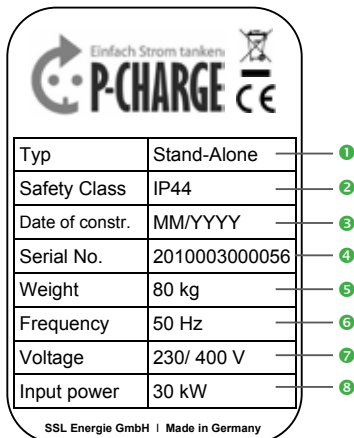 Einfach Strom tanken
P-CHARGE CE
Typ Stand-Alone 1
Safety Class IP44 2
Date of constr. MM/YYYY 3
Serial No. 2010003000056 4
Weight 80 kg 5
Frequency 50 Hz 6
Voltage 230/ 400 V 7
Input power 30 kW 8
SSL Energie GmbH | Made in Germany